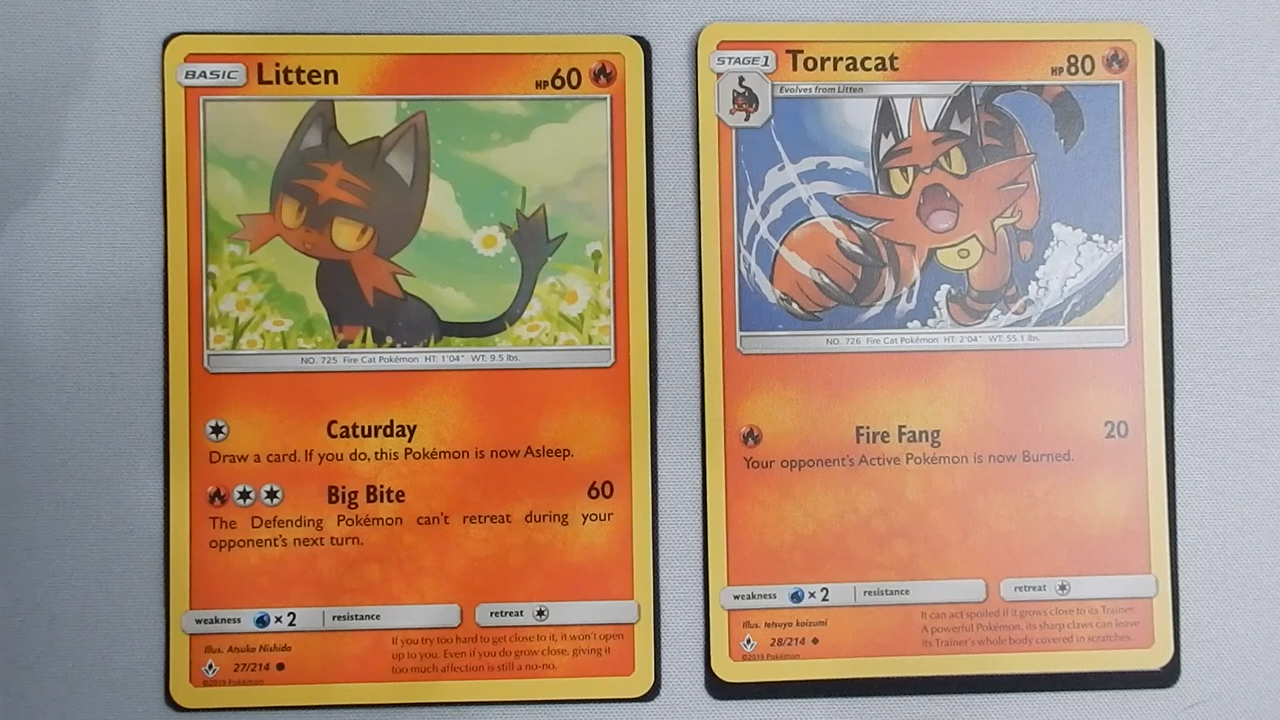 BASIC Litten HP60
NO. 725 Fire Cat Pokémon HT: 1'04" WT: 9.5 lbs.
Caturday
Draw a card. If you do, this Pokémon is now Asleep.
Big Bite 60
The Defending Pokémon can't retreat during your
opponent's next turn.
weakness ×2 resistance retreat
Illus. Atsuko Nishida
27/214
©2019 Pokémon
If you try too hard to get close to it, it won't open
up to you. Even if you do grow close, giving it
too much affection is still a no-no.
STAGE1 Torracat HP80
Evolves from Litten
NO. 726 Fire Cat Pokémon HT: 2'04" WT: 55.1 lbs.
Fire Fang 20
Your opponent's Active Pokémon is now Burned.
weakness ×2 resistance retreat
Illus. tetsuya koizumi
28/214
©2019 Pokémon
It can act spoiled if it grows close to its Trainer.
A powerful Pokémon, its sharp claws can leave
its Trainer's whole body covered in scratches.